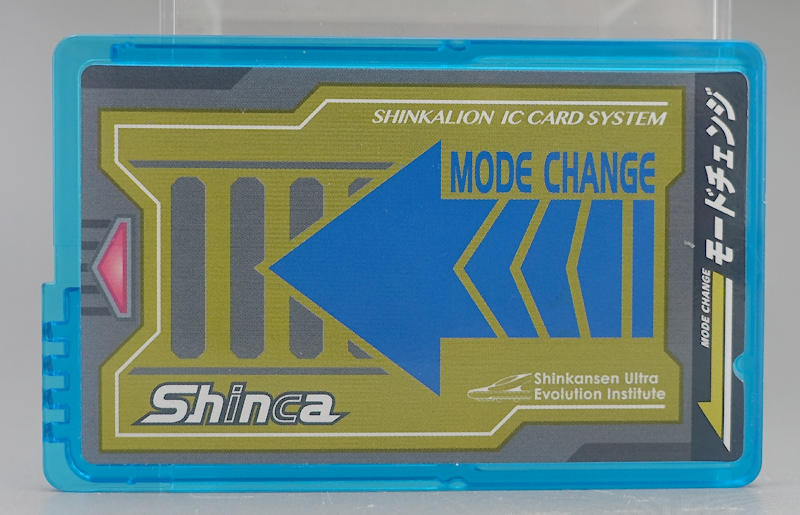 SHINKALION IC CARD SYSTEM
MODE CHANGE
Shinca
Shinkansen Ultra
Evolution Institute
モードチェンジ
MODE CHANGE